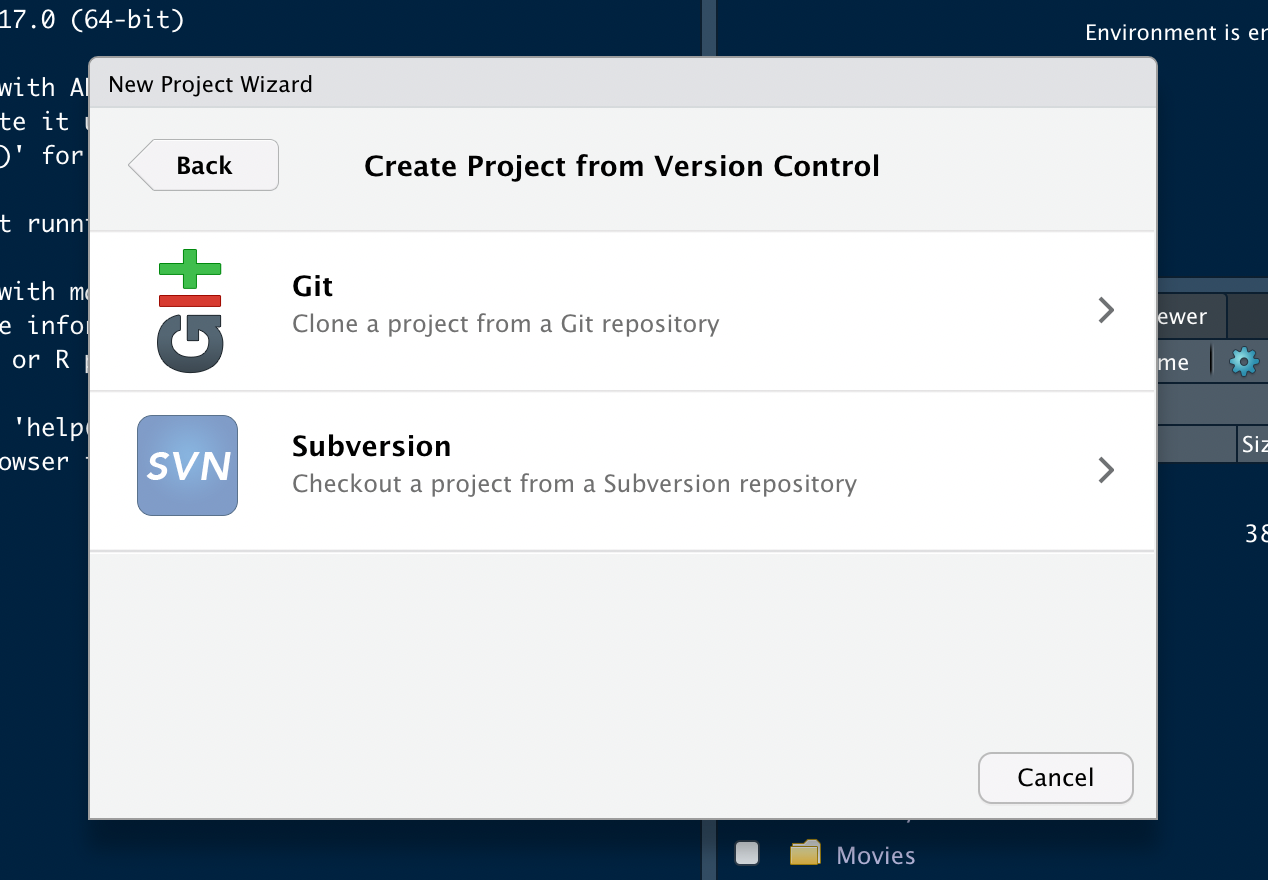 17.0 (64-bit)
Environment is
with
te it
)' for
New Project Wizard
Back
Create Project from Version Control
t
with
e
or R
'help
owser
Git
Clone a project from a Git repository
SVN
Subversion
Checkout a project from a Subversion repository
ewer
me
Siz
38
Cancel
Movies